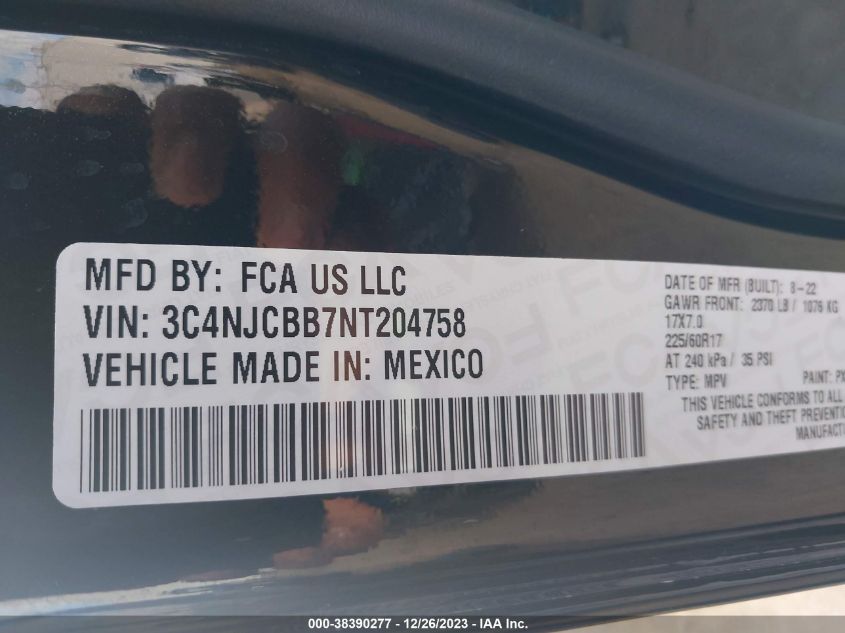 MFD BY: FCA US LLC
VIN: 3C4NJCBB7NT204758
VEHICLE MADE IN: MEXICO
DATE OF MFR (BUILT): 8-22
GAWR FRONT: 2370 LB / 1076 KG
17X7.0
225/60R17
AT 240 kPa / 35 PSI
TYPE: MPV PAINT: PX
THIS VEHICLE CONFORMS TO ALL
SAFETY AND THEFT PREVENTIO
MANUFACT
000-38390277 - 12/26/2023 - IAA Inc.